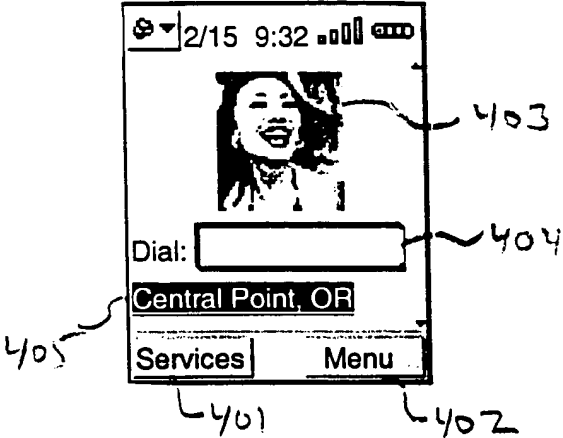 2/15 9:32
403
Dial: 404
Central Point, OR
405
Services Menu
401 402